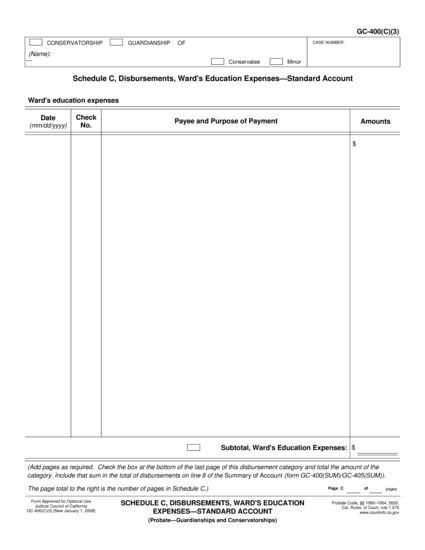 GC-400(C)(3)
CONSERVATORSHIP GUARDIANSHIP OF
CASE NUMBER:
(Name):
Conservatee Minor
Schedule C, Disbursements, Ward's Education Expenses—Standard Account
Ward's education expenses
Date
(mm/dd/yyyy)
Check
No.
Payee and Purpose of Payment
Amounts
$
Subtotal, Ward's Education Expenses: $
(Add pages as required. Check the box at the bottom of the last page of this disbursement category and total the amount of the
category. Include that sum in the total of disbursements on line 8 of the Summary of Account (form GC-400(SUM)/GC-405(SUM)).
The page total to the right is the number of pages in Schedule C.)
Page C of pages
Form Approved for Optional Use
Judicial Council of California
GC-400(C)(3) [New January 1, 2008]
SCHEDULE C, DISBURSEMENTS, WARD'S EDUCATION
EXPENSES—STANDARD ACCOUNT
(Probate—Guardianships and Conservatorships)
Probate Code, §§ 1060–1064, 2620;
Cal. Rules of Court, rule 7.575
www.courtinfo.ca.gov